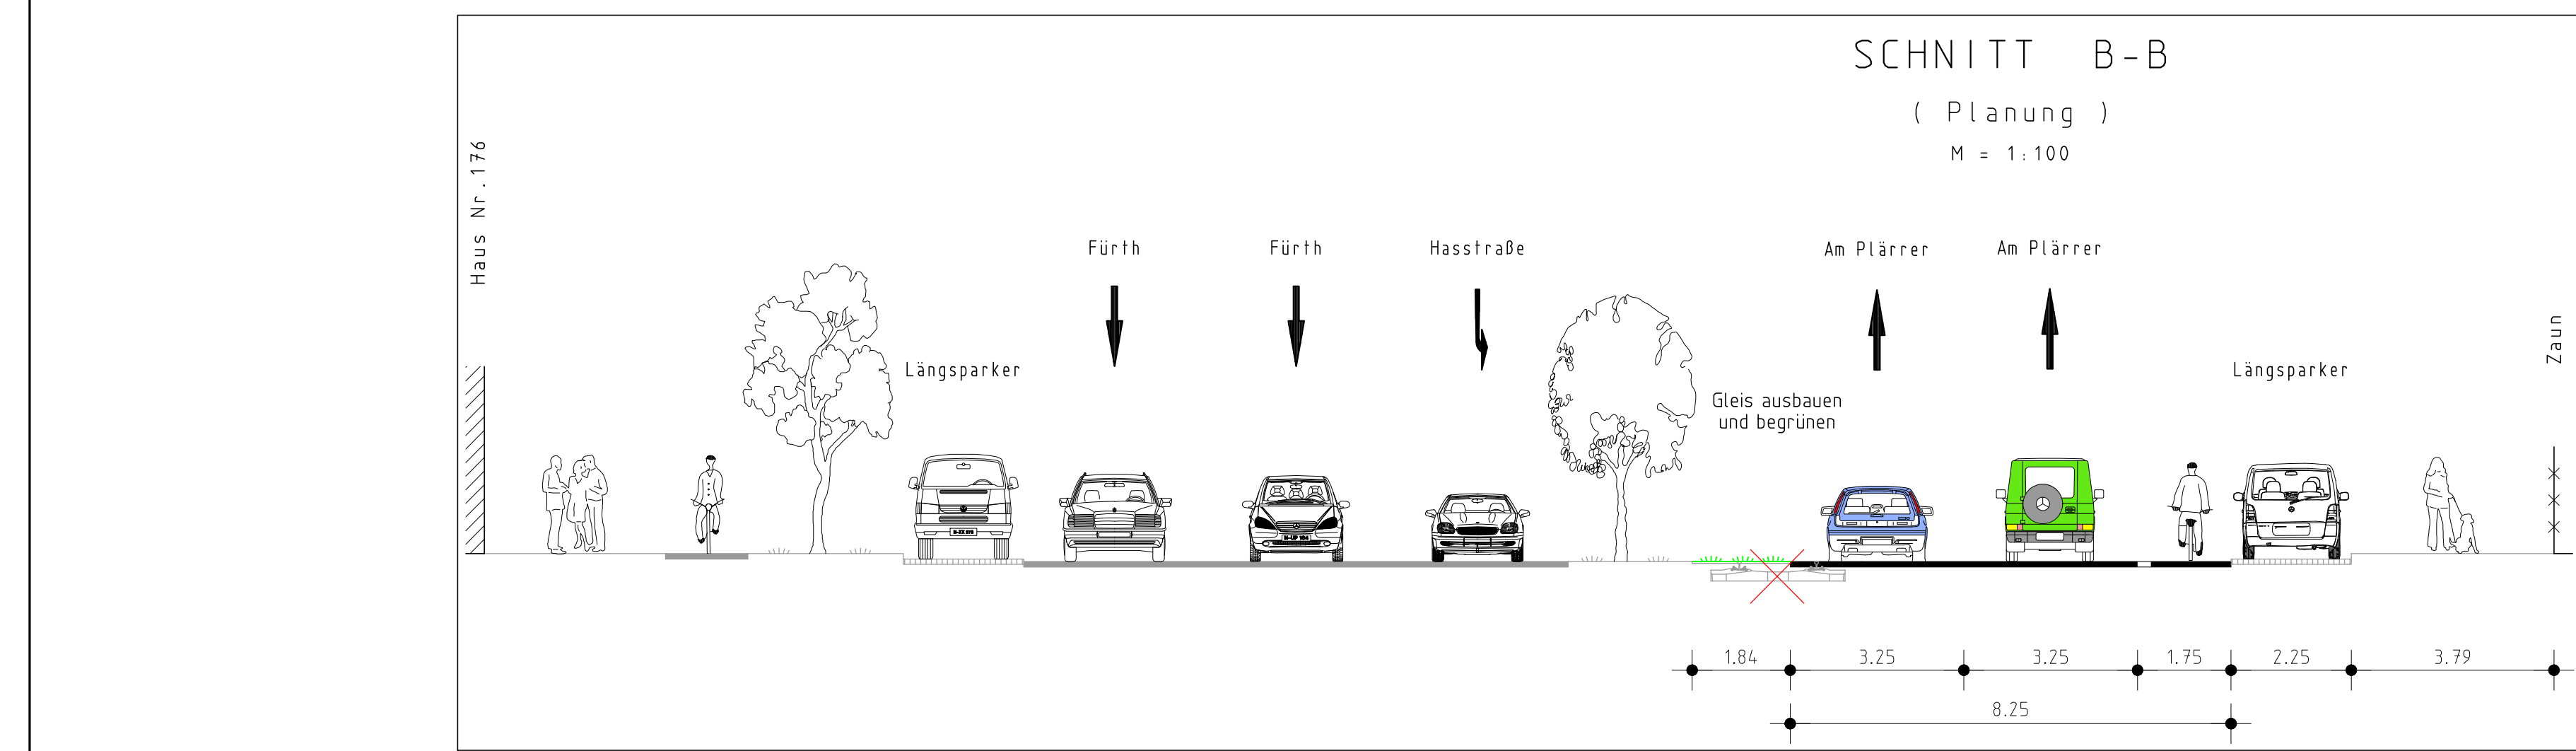 SCHNITT B-B
( Planung )
M = 1:100
Haus Nr.176
Fürth
Fürth
Hasstraße
Am Plärrer
Am Plärrer
Zaun
Längsparker
Längsparker
Gleis ausbauen
und begrünen
1.84
3.25
3.25
1.75
2.25
3.79
8.25